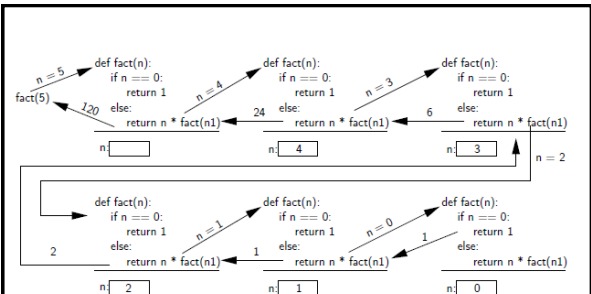 def fact(n):
if n == 0:
return 1
else:
return n * fact(n1)
n:
fact(5)
n = 5
120
n = 4
def fact(n):
if n == 0:
return 1
else:
return n * fact(n1)
n: 4
24
n = 3
def fact(n):
if n == 0:
return 1
else:
return n * fact(n1)
n: 3
6
n = 2
def fact(n):
if n == 0:
return 1
else:
return n * fact(n1)
n: 2
2
n = 1
def fact(n):
if n == 0:
return 1
else:
return n * fact(n1)
n: 1
1
n=0
def fact(n):
if n == 0:
return 1
else:
return n * fact(n1)
n: 0
1